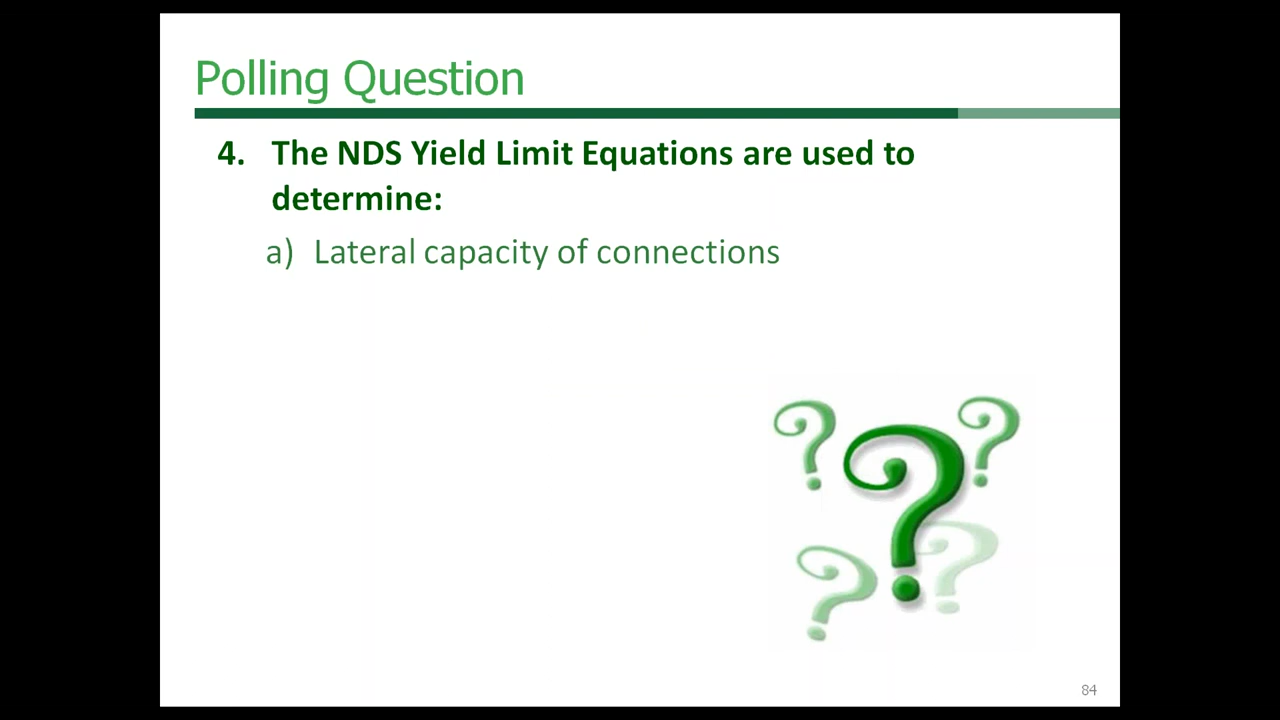 Polling Question
4. The NDS Yield Limit Equations are used to
determine:
a) Lateral capacity of connections
84